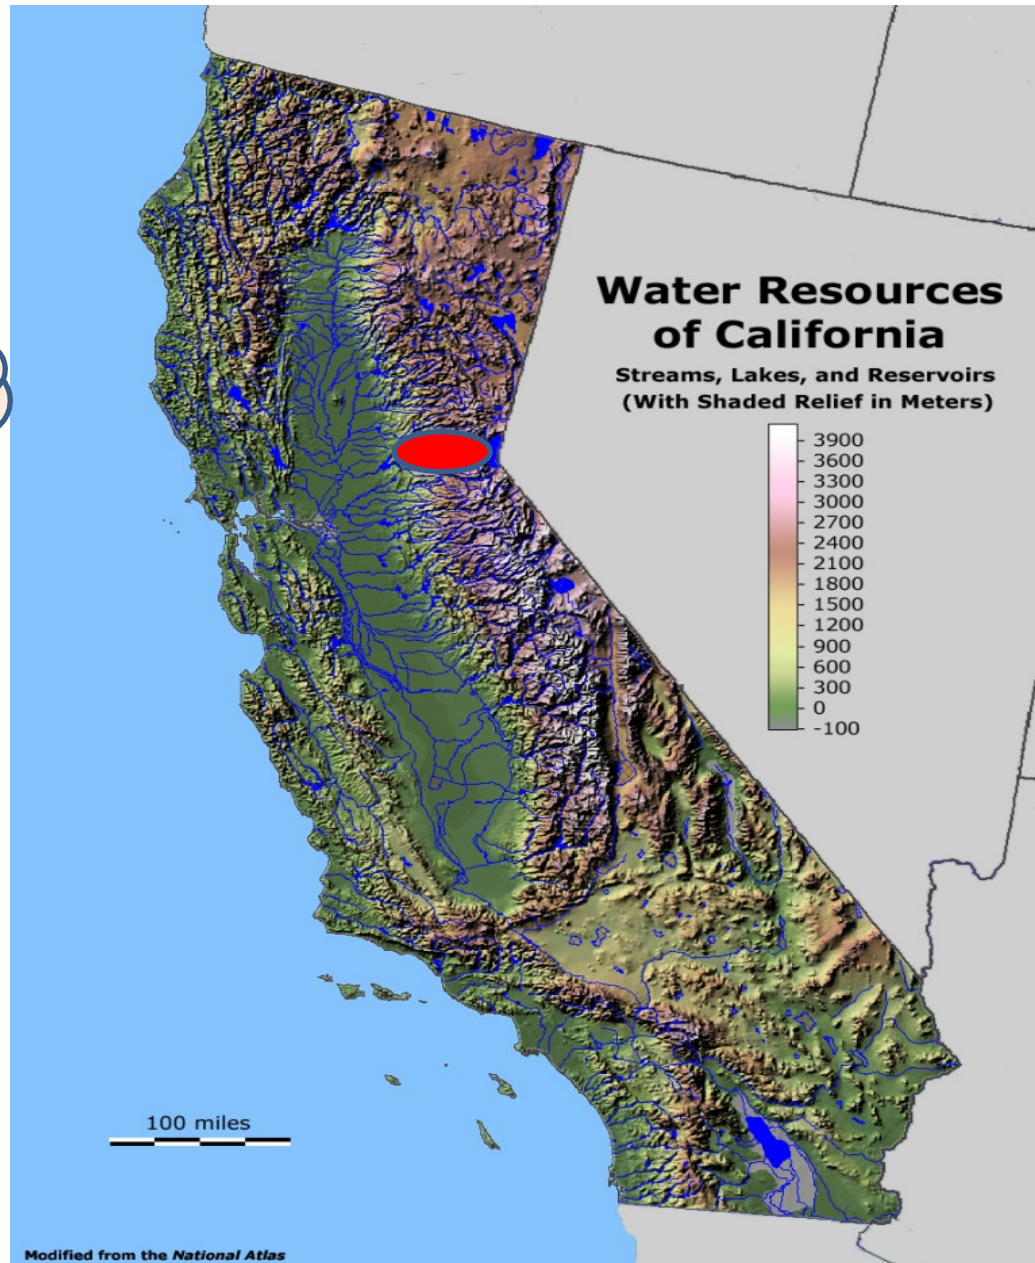 Water Resources
of California
Streams, Lakes, and Reservoirs
(With Shaded Relief in Meters)
3900
3600
3300
2700
2400
2100
1800
1500
1200
900
600
300
0
-100
100 miles
Modified from the National Atlas